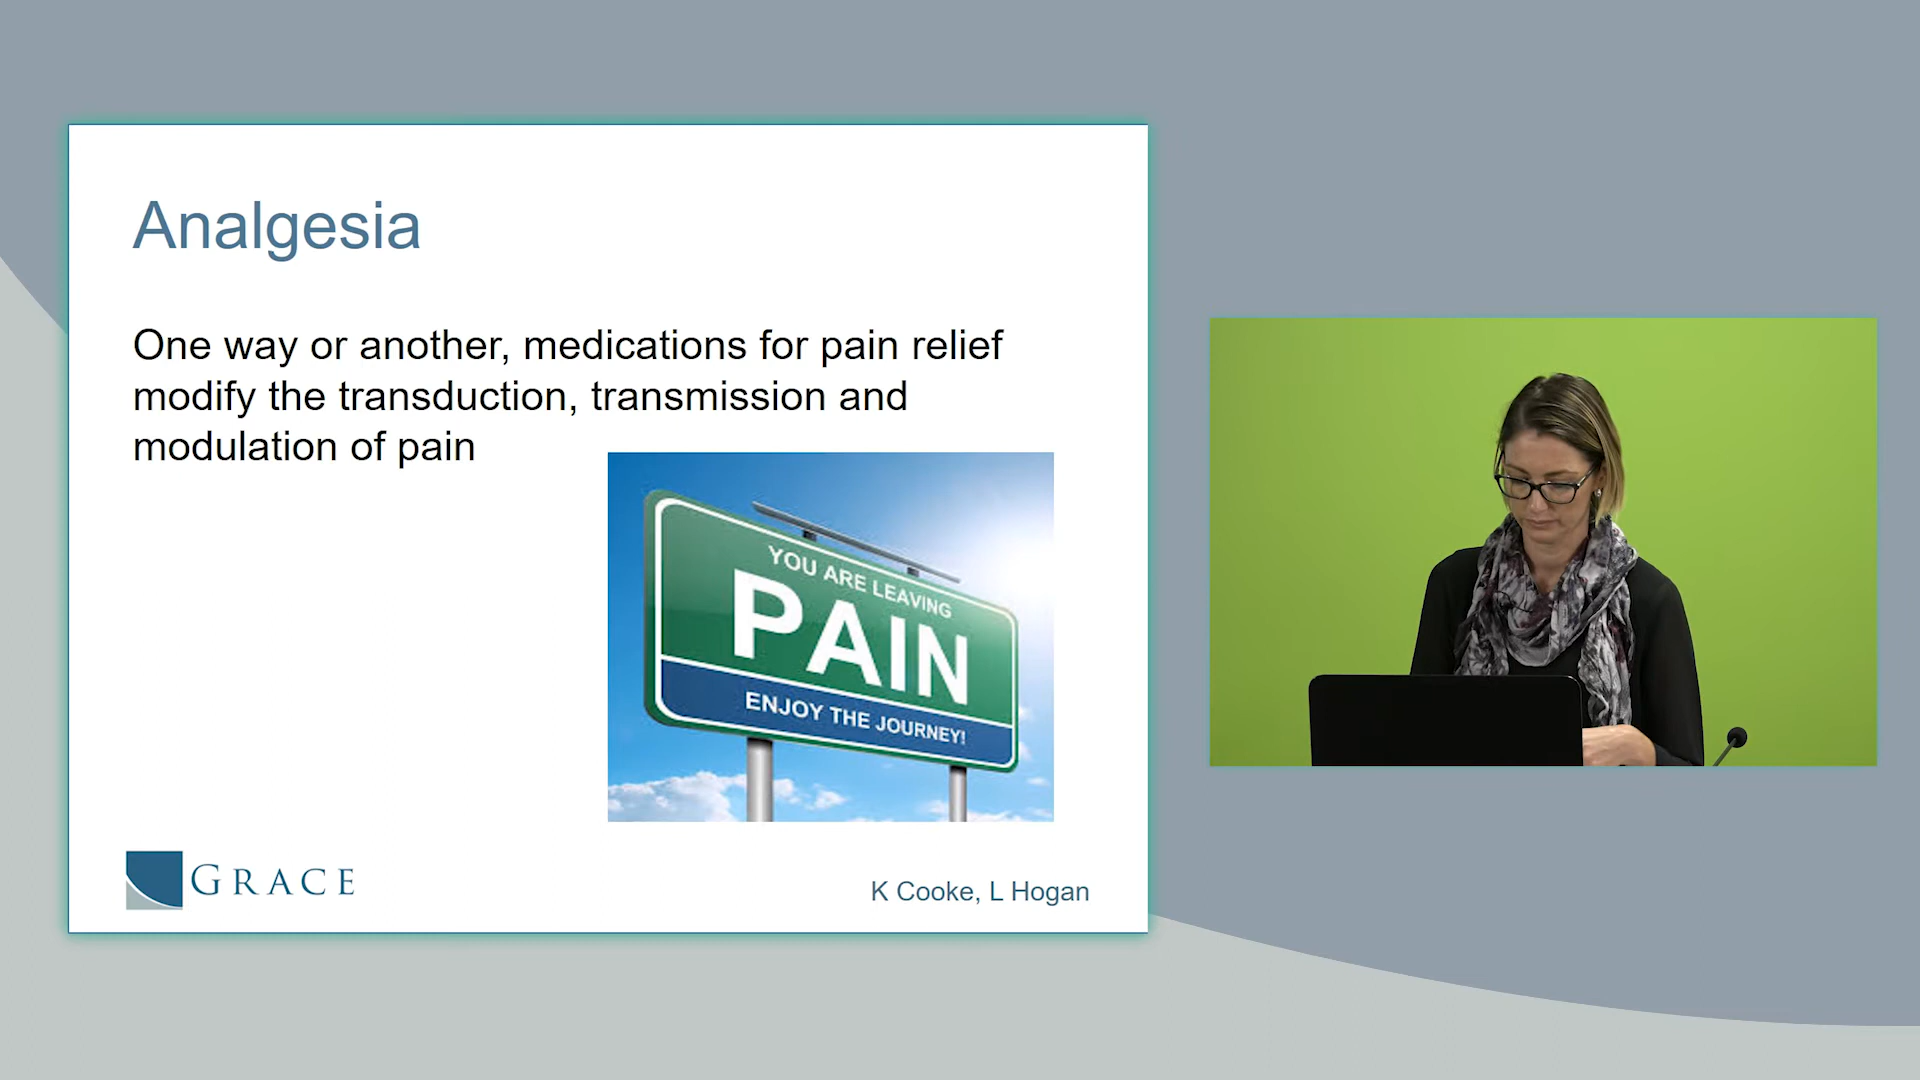 Analgesia
One way or another, medications for pain relief
modify the transduction, transmission and
modulation of pain
YOU ARE LEAVING
PAIN
ENJOY THE JOURNEY!
GRACE
K Cooke, L Hogan